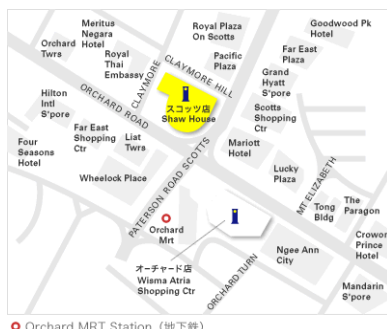 Meritus
Negara
Hotel
Royal Plaza
On Scotts
Goodwood Pk
Hotel
Orchard
Twrs
Royal
Thai
Embassy
CLAYMORE
CLAYMORE HILL
Pacific
Plaza
Far East
Plaza
Grand
Hyatt
S'pore
Hilton
Intl
S'pore
ORCHARD ROAD
スコッツ店
Shaw House
Scotts
Shopping
Ctr
Four
Seasons
Hotel
Far East
Shopping
Ctr
Liat
Twrs
Mariott
Hotel
Wheelock Place
PATERSON ROAD SCOTTS
Lucky
Plaza
MT ELIZABETH
Tong
Bldg
The
Paragon
Orchard
Mrt
Crowon
Prince
Hotel
Ngee Ann
City
オーチャード店
Wisma Atria
Shopping Ctr
ORCHARD TURN
Mandarin
S'pore
Orchard MRT Station（地下鉄）